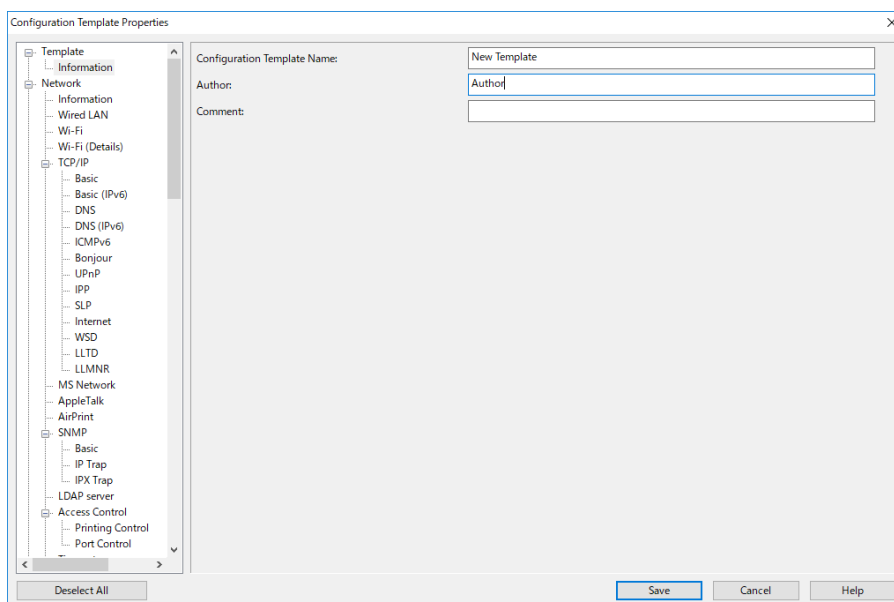 Configuration Template Properties
Template
Information
Network
Information
Wired LAN
Wi-Fi
Wi-Fi (Details)
TCP/IP
Basic
Basic (IPv6)
DNS
DNS (IPv6)
ICMPv6
Bonjour
UPnP
IPP
SLP
Internet
WSD
LLTD
LLMNR
MS Network
AppleTalk
AirPrint
SNMP
Basic
IP Trap
IPX Trap
LDAP server
Access Control
Printing Control
Port Control
Configuration Template Name: New Template
Author: Author
Comment:
Deselect All Save Cancel Help